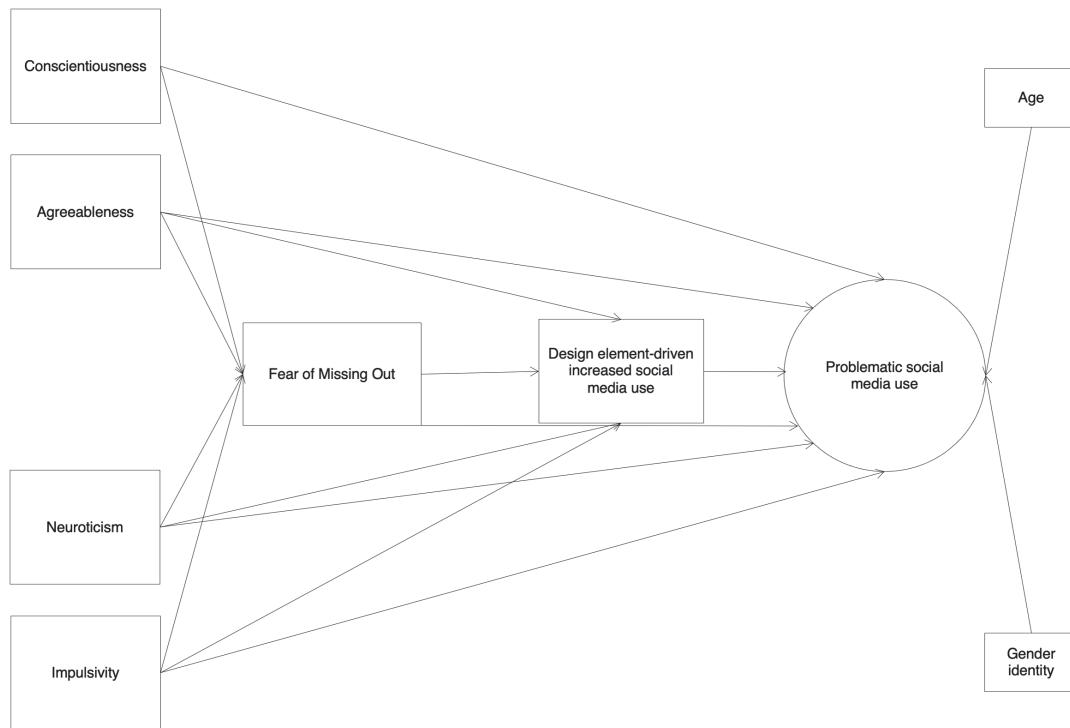 Conscientiousness
Age
Agreeableness
Fear of Missing Out
Design element-driven
increased social
media use
Problematic social
media use
Neuroticism
Impulsivity
Gender
identity